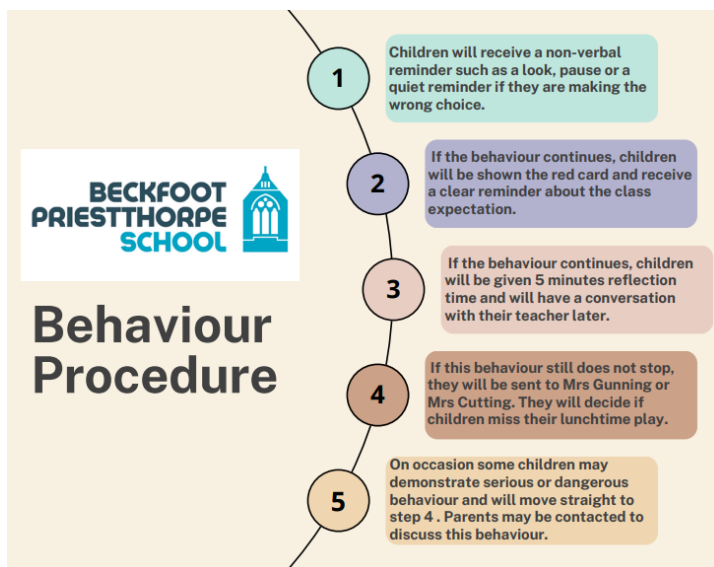 1
Children will receive a non-verbal
reminder such as a look, pause or a
quiet reminder if they are making the
wrong choice.
2
If the behaviour continues, children
will be shown the red card and receive
a clear reminder about the class
expectation.
BECKFOOT
PRIESTTHORPE
SCHOOL
Behaviour
Procedure
3
If the behaviour continues, children
will be given 5 minutes reflection
time and will have a conversation
with their teacher later.
4
If this behaviour still does not stop,
they will be sent to Mrs Gunning or
Mrs Cutting. They will decide if
children miss their lunchtime play.
5
On occasion some children may
demonstrate serious or dangerous
behaviour and will move straight to
step 4 . Parents may be contacted to
discuss this behaviour.